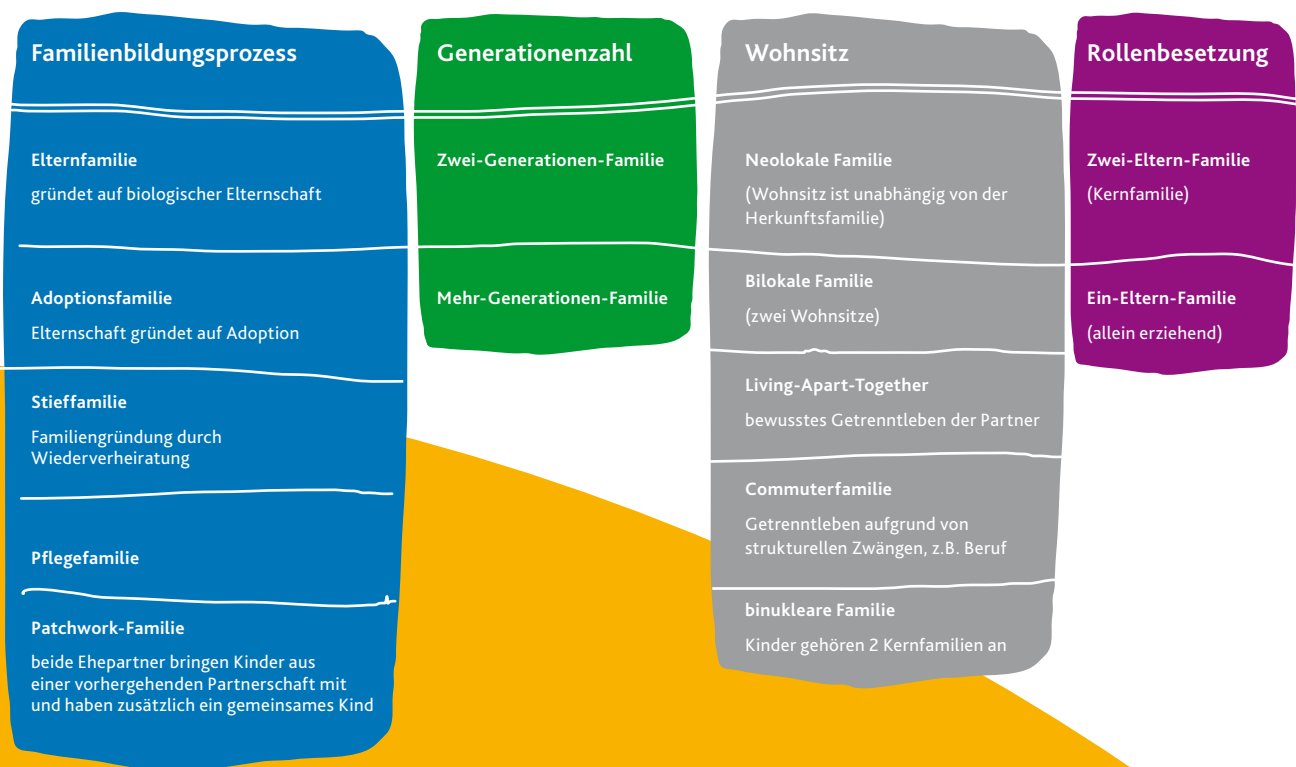 Familienbildungsprozess
Elternfamilie
gründet auf biologischer Elternschaft
Adoptionsfamilie
Elternschaft gründet auf Adoption
Stieffamilie
Familiengründung durch
Wiederverheiratung
Pflegefamilie
Patchwork-Familie
beide Ehepartner bringen Kinder aus
einer vorhergehenden Partnerschaft mit
und haben zusätzlich ein gemeinsames Kind
Generationenzahl
Zwei-Generationen-Familie
Mehr-Generationen-Familie
Wohnsitz
Neolokale Familie
(Wohnsitz ist unabhängig von der
Herkunftsfamilie)
Bilokale Familie
(zwei Wohnsitze)
Living-Apart-Together
bewusstes Getrenntleben der Partner
Commuterfamilie
Getrenntleben aufgrund von
strukturellen Zwängen, z.B. Beruf
binukleare Familie
Kinder gehören 2 Kernfamilien an
Rollenbesetzung
Zwei-Eltern-Familie
(Kernfamilie)
Ein-Eltern-Familie
(allein erziehend)